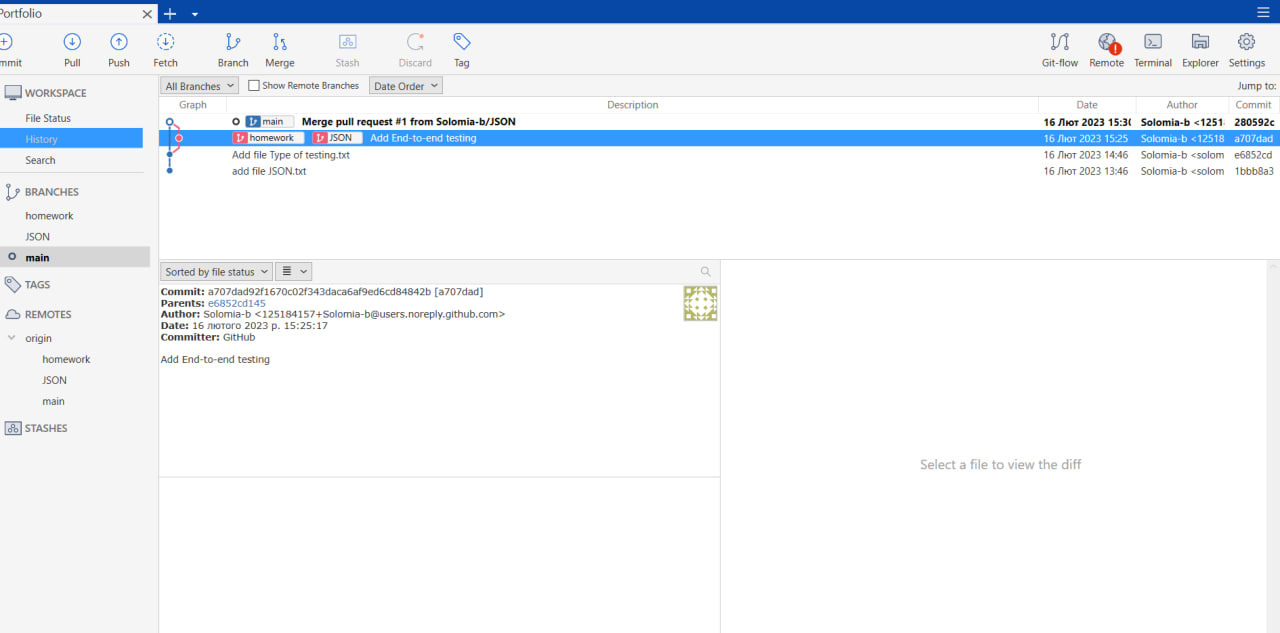 Portfolio
mmit Pull Push Fetch Branch Merge Stash Discard Tag Git-flow Remote Terminal Explorer Settings
WORKSPACE
File Status
History
Search
BRANCHES
homework
JSON
main
TAGS
REMOTES
origin
homework
JSON
main
STASHES
All Branches Show Remote Branches Date Order Jump to:
Graph Description Date Author Commit
main Merge pull request #1 from Solomia-b/JSON 16 Лют 2023 15:30 Solomia-b <12518 280592c
homework JSON Add End-to-end testing 16 Лют 2023 15:25 Solomia-b <12518 a707dad
Add file Type of testing.txt 16 Лют 2023 14:46 Solomia-b <solom e6852cd
add file JSON.txt 16 Лют 2023 13:46 Solomia-b <solom 1bbb8a3
Sorted by file status
Commit: a707dad92f1670c02f343daca6af9ed6cd84842b [a707dad]
Parents: e6852cd145
Author: Solomia-b <125184157+Solomia-b@users.noreply.github.com>
Date: 16 лютого 2023 р. 15:25:17
Committer: GitHub
Add End-to-end testing
Select a file to view the diff